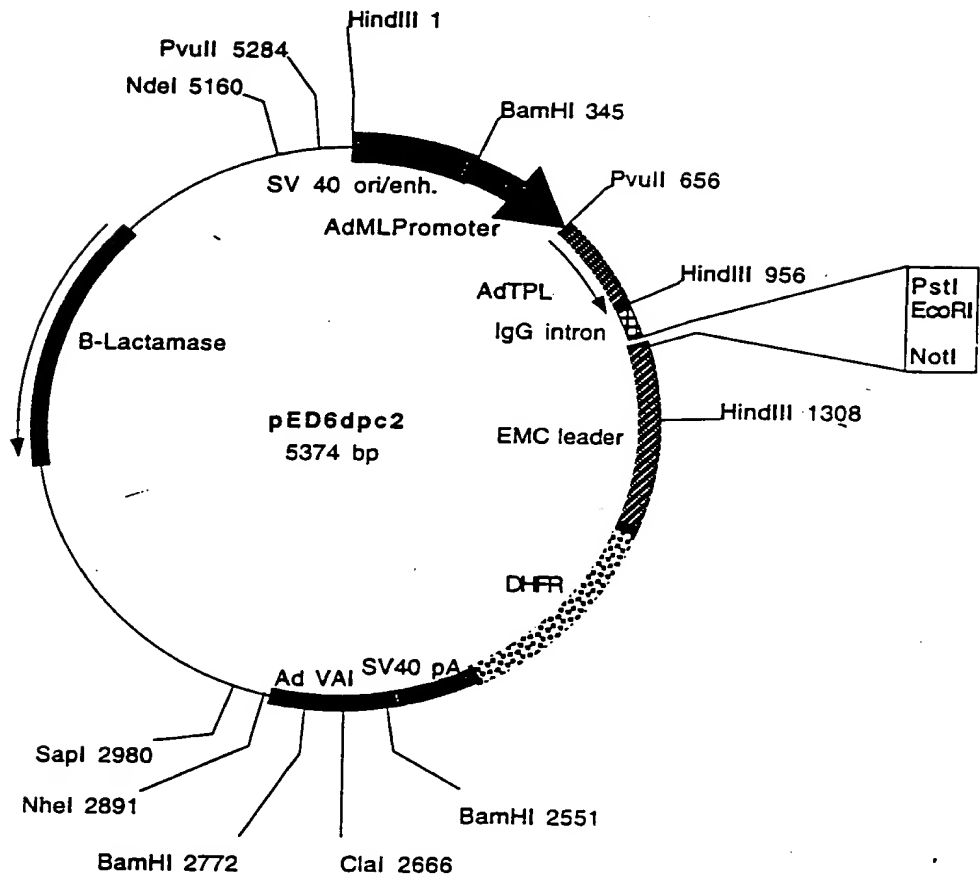 HindIII 1
PvuII 5284
NdeI 5160
BamHI 345
SV 40 ori/enh.
PvuII 656
AdMLPromoter
HindIII 956
AdTPL
PstI
EcoRI
IgG intron
B-Lactamase
NotI
pED6dpc2
HindIII 1308
EMC leader
5374 bp
DHFR
SV40 pA
Ad VAI
SapI 2980
NheI 2891
BamHI 2551
BamHI 2772
ClaI 2666